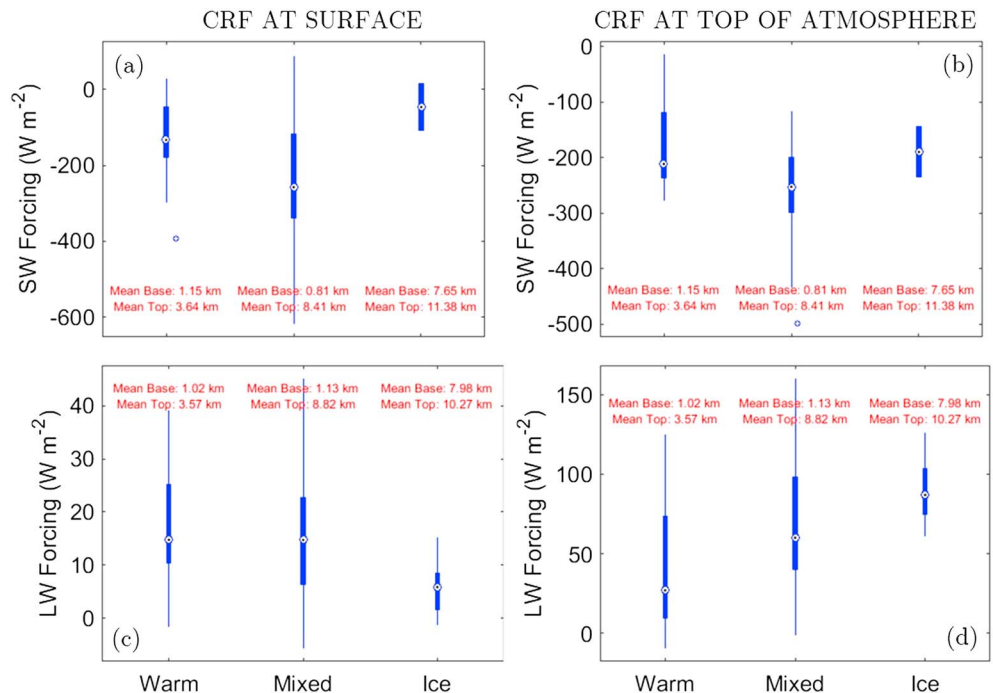 CRF AT SURFACE
CRF AT TOP OF ATMOSPHERE
(a)
SW Forcing (W m-2)
0
-200
-400
-600
Mean Base: 1.15 km
Mean Top: 3.64 km
Mean Base: 0.81 km
Mean Top: 8.41 km
Mean Base: 7.65 km
Mean Top: 11.38 km
(b)
SW Forcing (W m-2)
0
-100
-200
-300
-400
-500
Mean Base: 1.15 km
Mean Top: 3.64 km
Mean Base: 0.81 km
Mean Top: 8.41 km
Mean Base: 7.65 km
Mean Top: 11.38 km
LW Forcing (W m-2)
40
30
20
10
0
Mean Base: 1.02 km
Mean Top: 3.57 km
Mean Base: 1.13 km
Mean Top: 8.82 km
Mean Base: 7.98 km
Mean Top: 10.27 km
(c)
Warm
Mixed
Ice
LW Forcing (W m-2)
150
100
50
0
Mean Base: 1.02 km
Mean Top: 3.57 km
Mean Base: 1.13 km
Mean Top: 8.82 km
Mean Base: 7.98 km
Mean Top: 10.27 km
(d)
Warm
Mixed
Ice